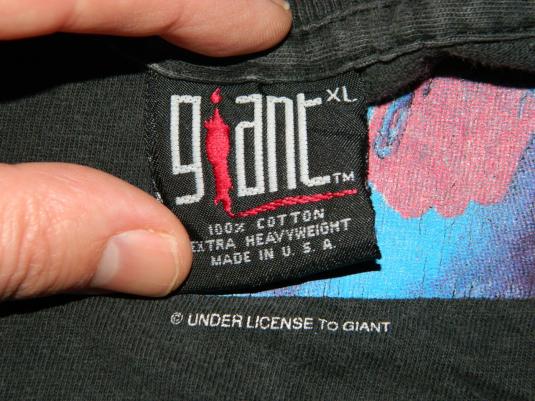 giant XL
TM
100% COTTON
EXTRA HEAVYWEIGHT
MADE IN U.S.A.
© UNDER LICENSE TO GIANT